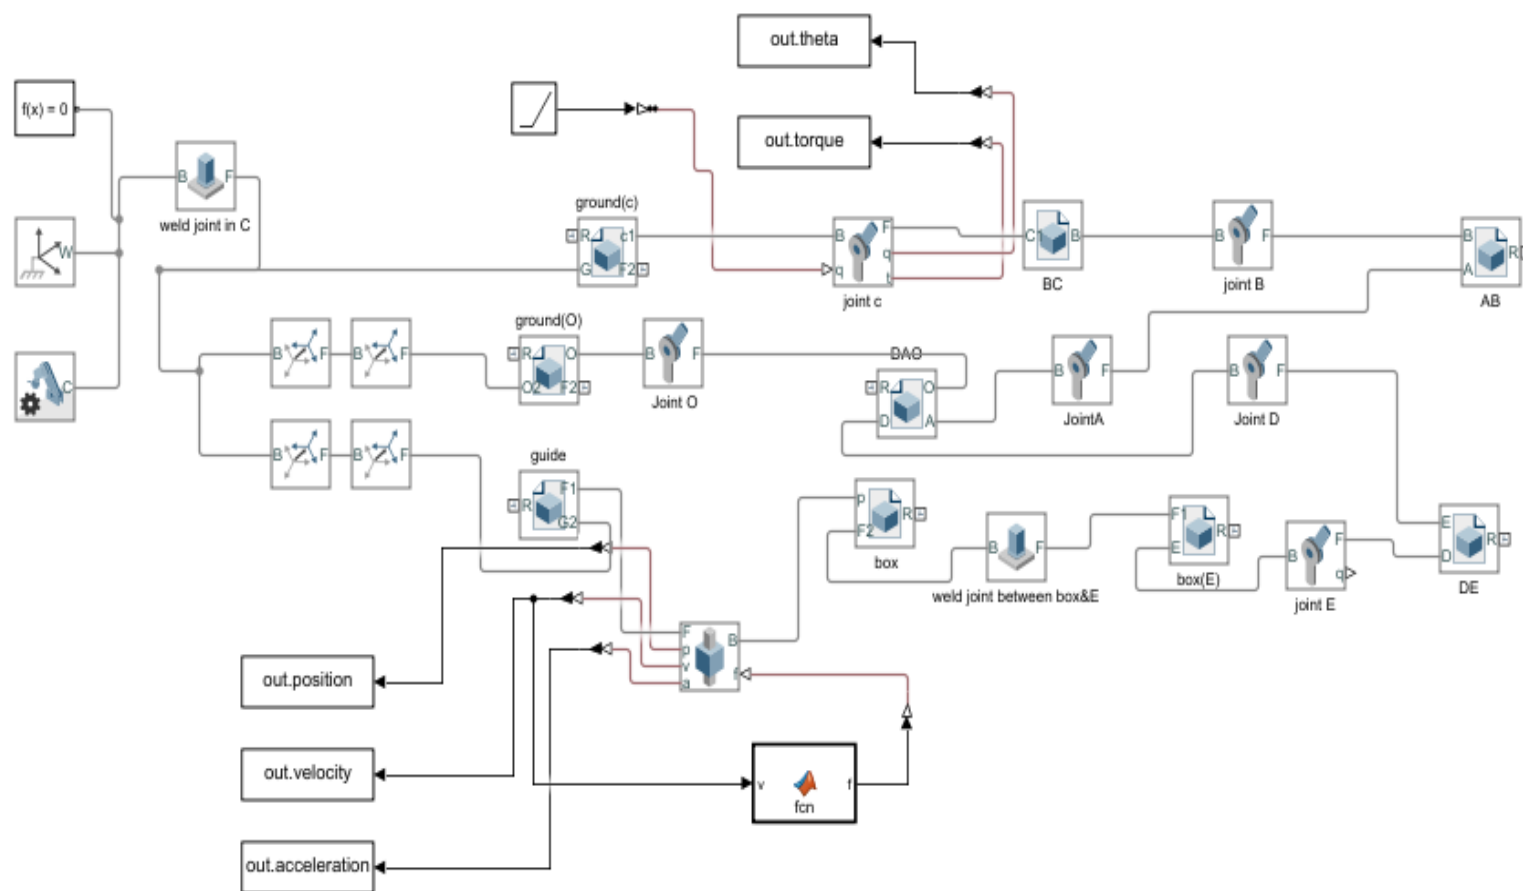 out.theta
f(x) = 0
out.torque
B F
weld joint in C
W
ground(c)
R c1
G F2
B F
q q
t
joint c
C B
BC
B F
joint B
B R
A
AB
C
B F B F
ground(O)
R O
O2 F2
B F
Joint O
DAO
R O
D A
B F
JointA
B F
Joint D
B F B F
guide
R F1
G2
p R
F2
box
B F
weld joint between box&E
F1 R
E
box(E)
B F
q
joint E
E R
D
DE
F B
p
v f
a
out.position
out.velocity
v f
fcn
out.acceleration